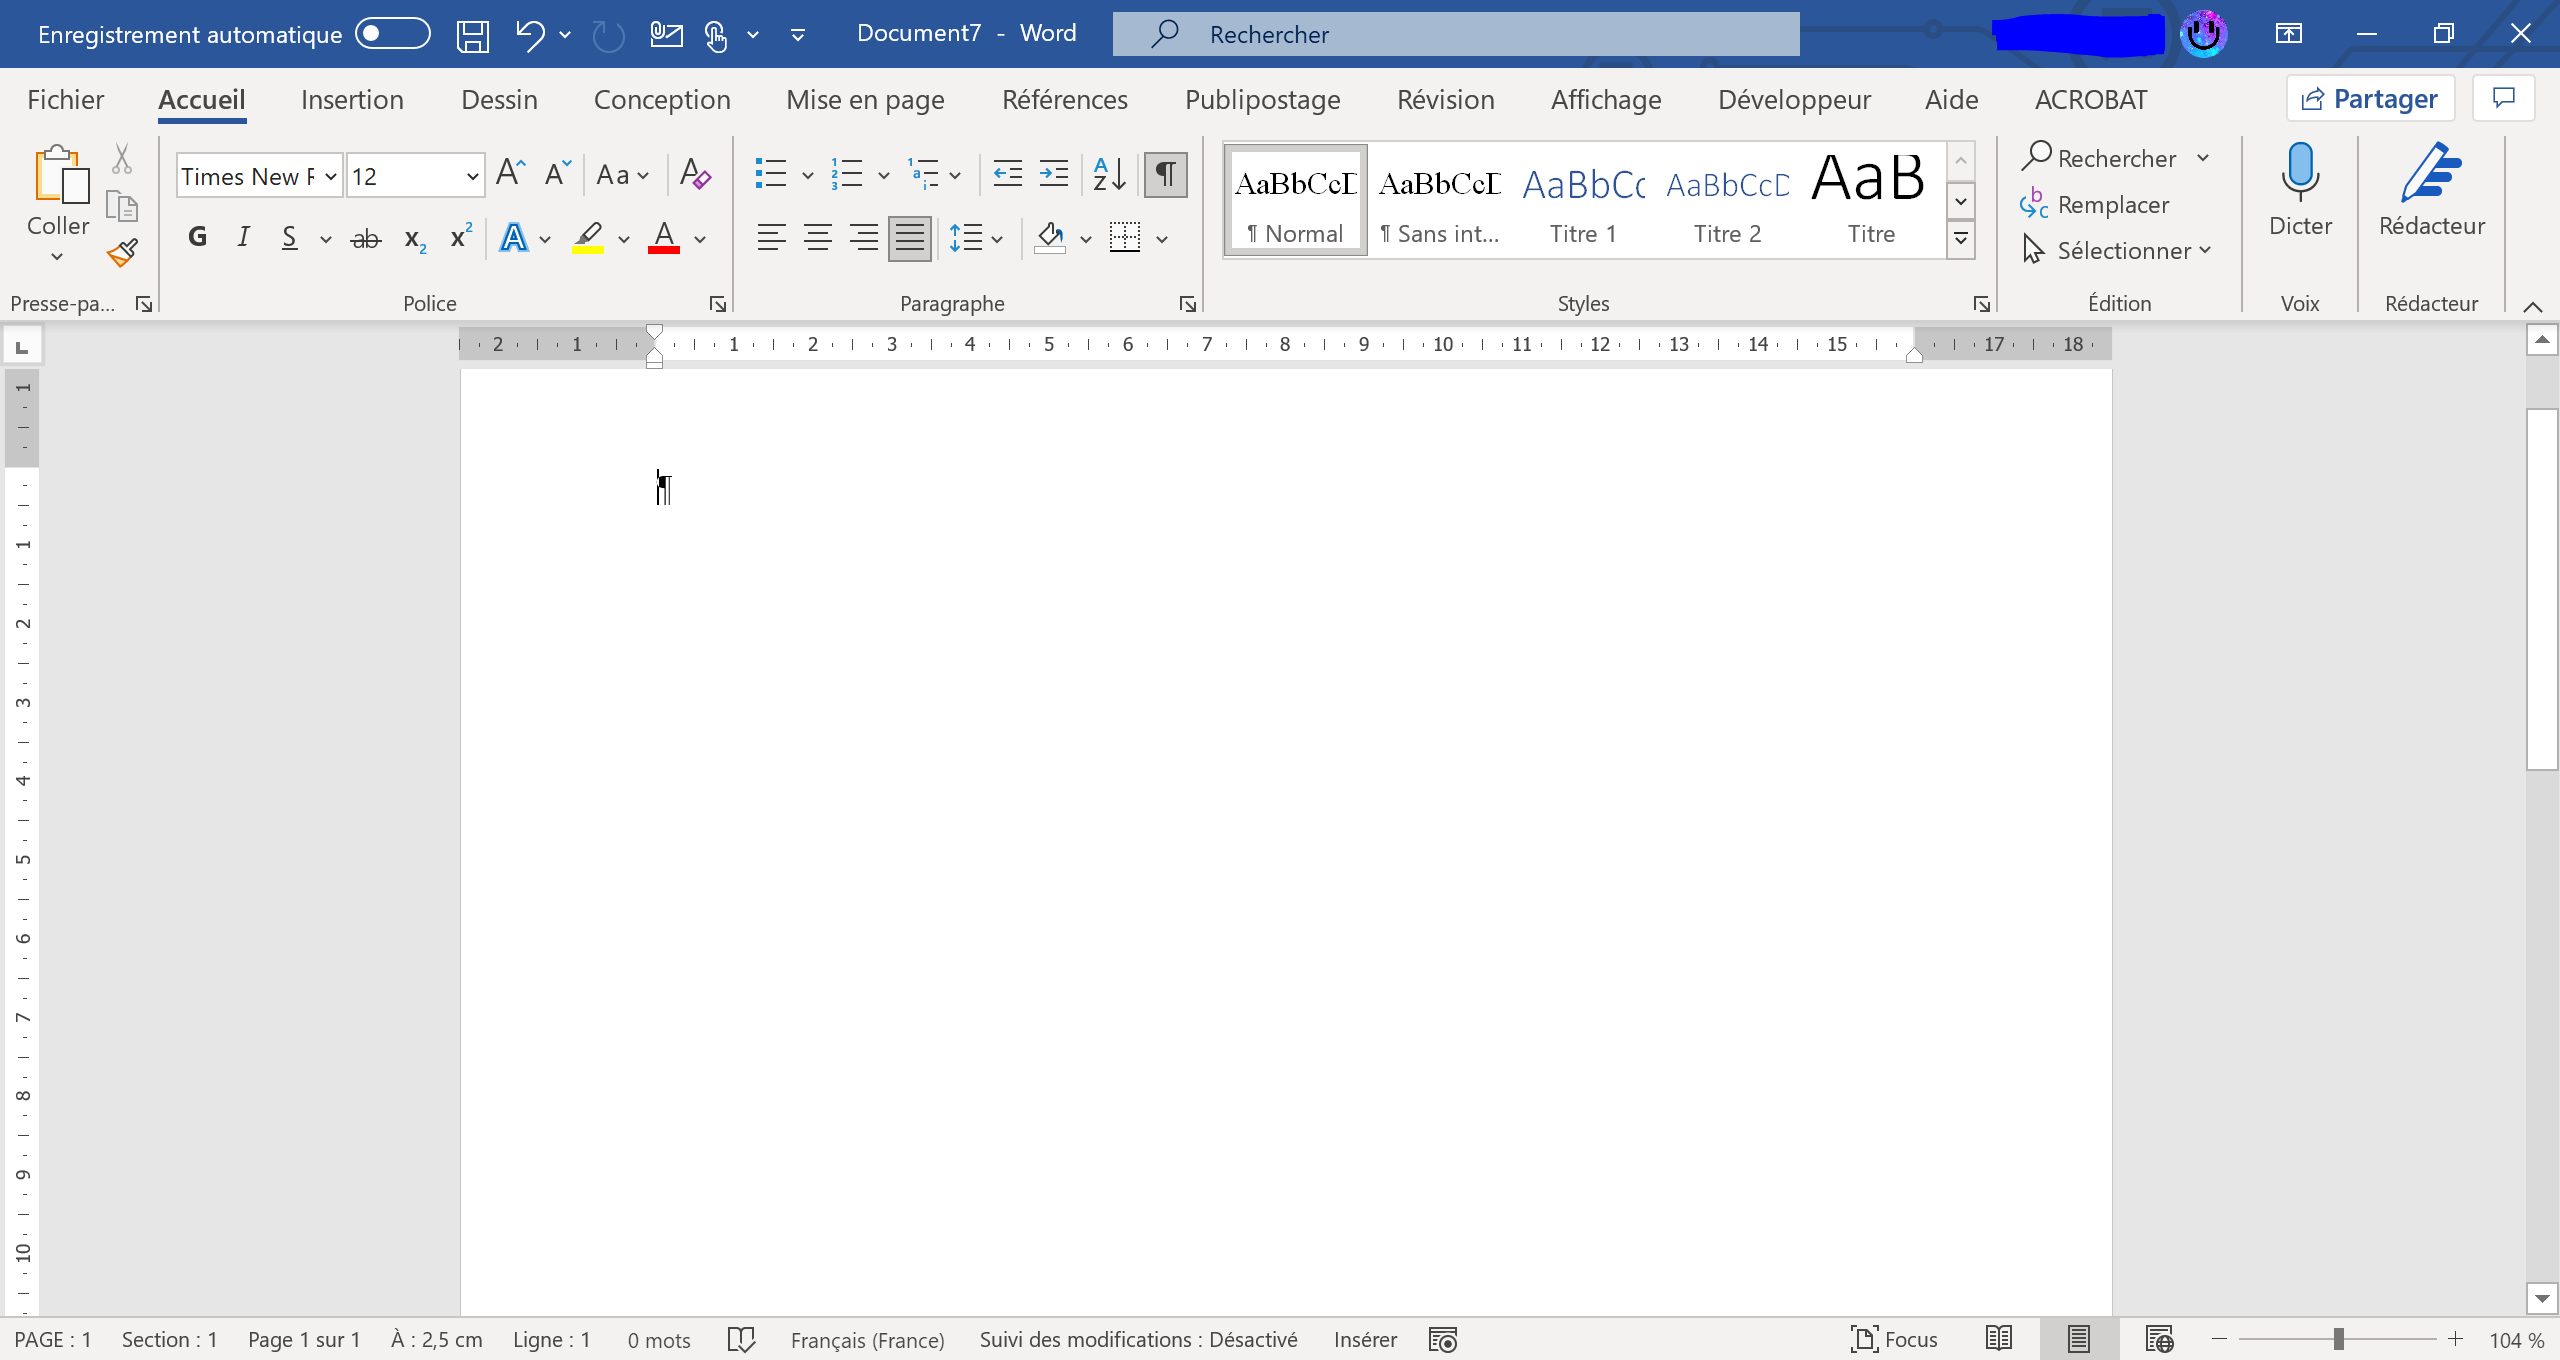 Enregistrement automatique Document7 - Word Rechercher
Fichier Accueil Insertion Dessin Conception Mise en page Références Publipostage Révision Affichage Développeur Aide ACROBAT Partager
Times New R 12 Aa AaBbCcD AaBbCcD AaBbCc AaBbCcD AaB Rechercher
Coller ¶ Normal ¶ Sans int... Titre 1 Titre 2 Titre Remplacer Dicter Rédacteur
G I S ab x₂ x² A A Sélectionner
Presse-pa... Police Paragraphe Styles Édition Voix Rédacteur
2 1 1 2 3 4 5 6 7 8 9 10 11 12 13 14 15 17 18
1
¶
1
2
3
4
5
6
7
8
9
10
PAGE : 1 Section : 1 Page 1 sur 1 À : 2,5 cm Ligne : 1 0 mots Français (France) Suivi des modifications : Désactivé Insérer Focus 104 %